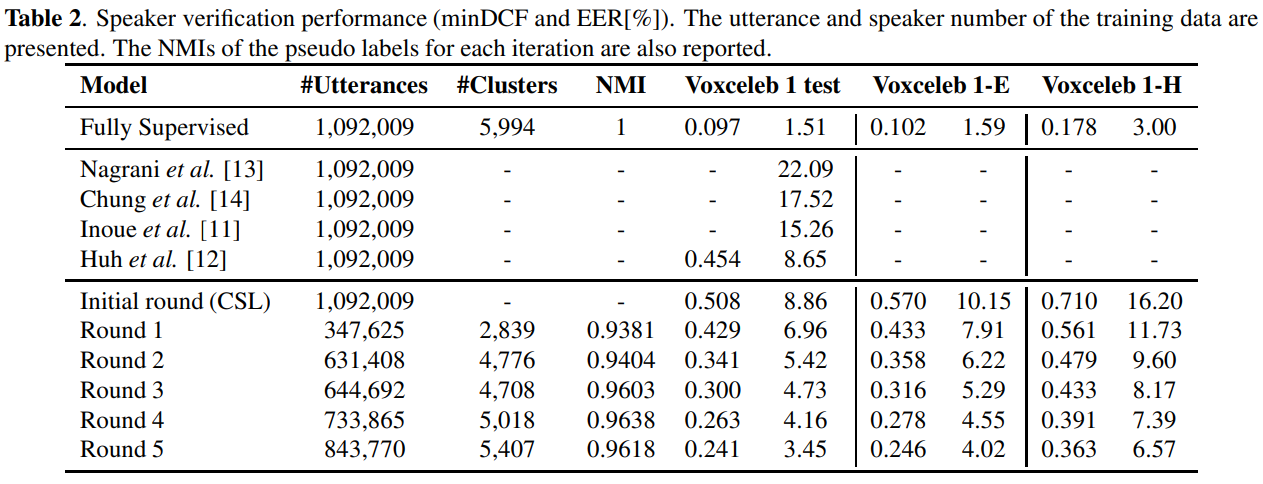 Table 2. Speaker verification performance (minDCF and EER[%]). The utterance and speaker number of the training data are
presented. The NMIs of the pseudo labels for each iteration are also reported.
Model #Utterances #Clusters NMI Voxceleb 1 test Voxceleb 1-E Voxceleb 1-H
Fully Supervised 1,092,009 5,994 1 0.097 1.51 0.102 1.59 0.178 3.00
Nagrani et al. [13] 1,092,009 - - - 22.09 - - - -
Chung et al. [14] 1,092,009 - - - 17.52 - - - -
Inoue et al. [11] 1,092,009 - - - 15.26 - - - -
Huh et al. [12] 1,092,009 - - 0.454 8.65 - - - -
Initial round (CSL) 1,092,009 - - 0.508 8.86 0.570 10.15 0.710 16.20
Round 1 347,625 2,839 0.9381 0.429 6.96 0.433 7.91 0.561 11.73
Round 2 631,408 4,776 0.9404 0.341 5.42 0.358 6.22 0.479 9.60
Round 3 644,692 4,708 0.9603 0.300 4.73 0.316 5.29 0.433 8.17
Round 4 733,865 5,018 0.9638 0.263 4.16 0.278 4.55 0.391 7.39
Round 5 843,770 5,407 0.9618 0.241 3.45 0.246 4.02 0.363 6.57